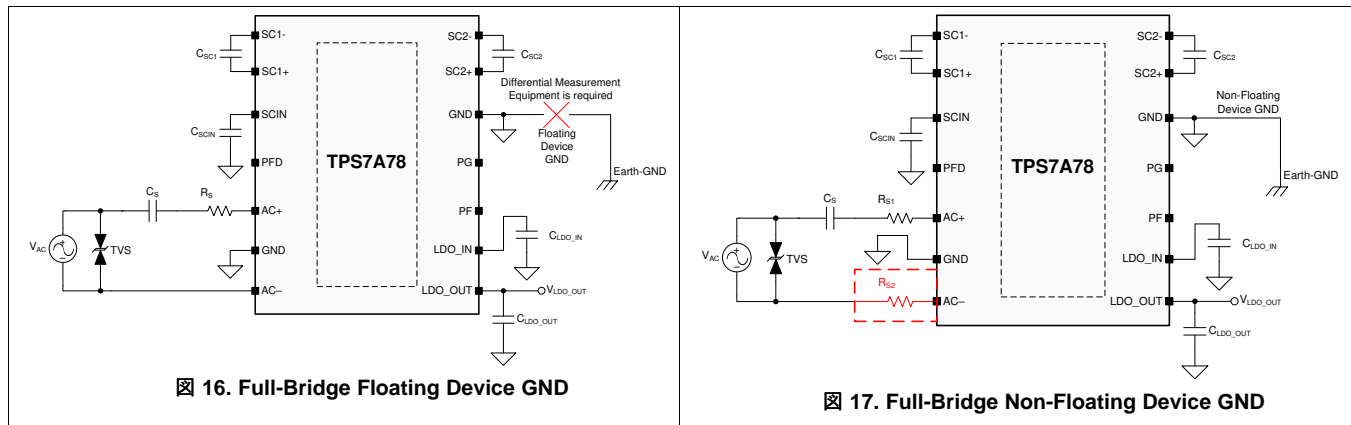 SC1-
SC1+
SCIN
PFD
AC+
GND
AC–
SC2-
SC2+
GND
PG
PF
LDO_IN
LDO_OUT
TPS7A78
CSC1
CSCIN
CS
RS
VAC
TVS
CSC2
Differential Measurement
Equipment is required
Floating
Device
GND
Earth-GND
CLDO_IN
VLDO_OUT
CLDO_OUT
図 16. Full-Bridge Floating Device GND
SC1-
SC1+
SCIN
PFD
AC+
GND
AC–
SC2-
SC2+
GND
PG
PF
LDO_IN
LDO_OUT
TPS7A78
CSC1
CSCIN
CS
RS1
VAC
TVS
RS2
CSC2
Non-Floating
Device GND
Earth-GND
CLDO_IN
VLDO_OUT
CLDO_OUT
図 17. Full-Bridge Non-Floating Device GND